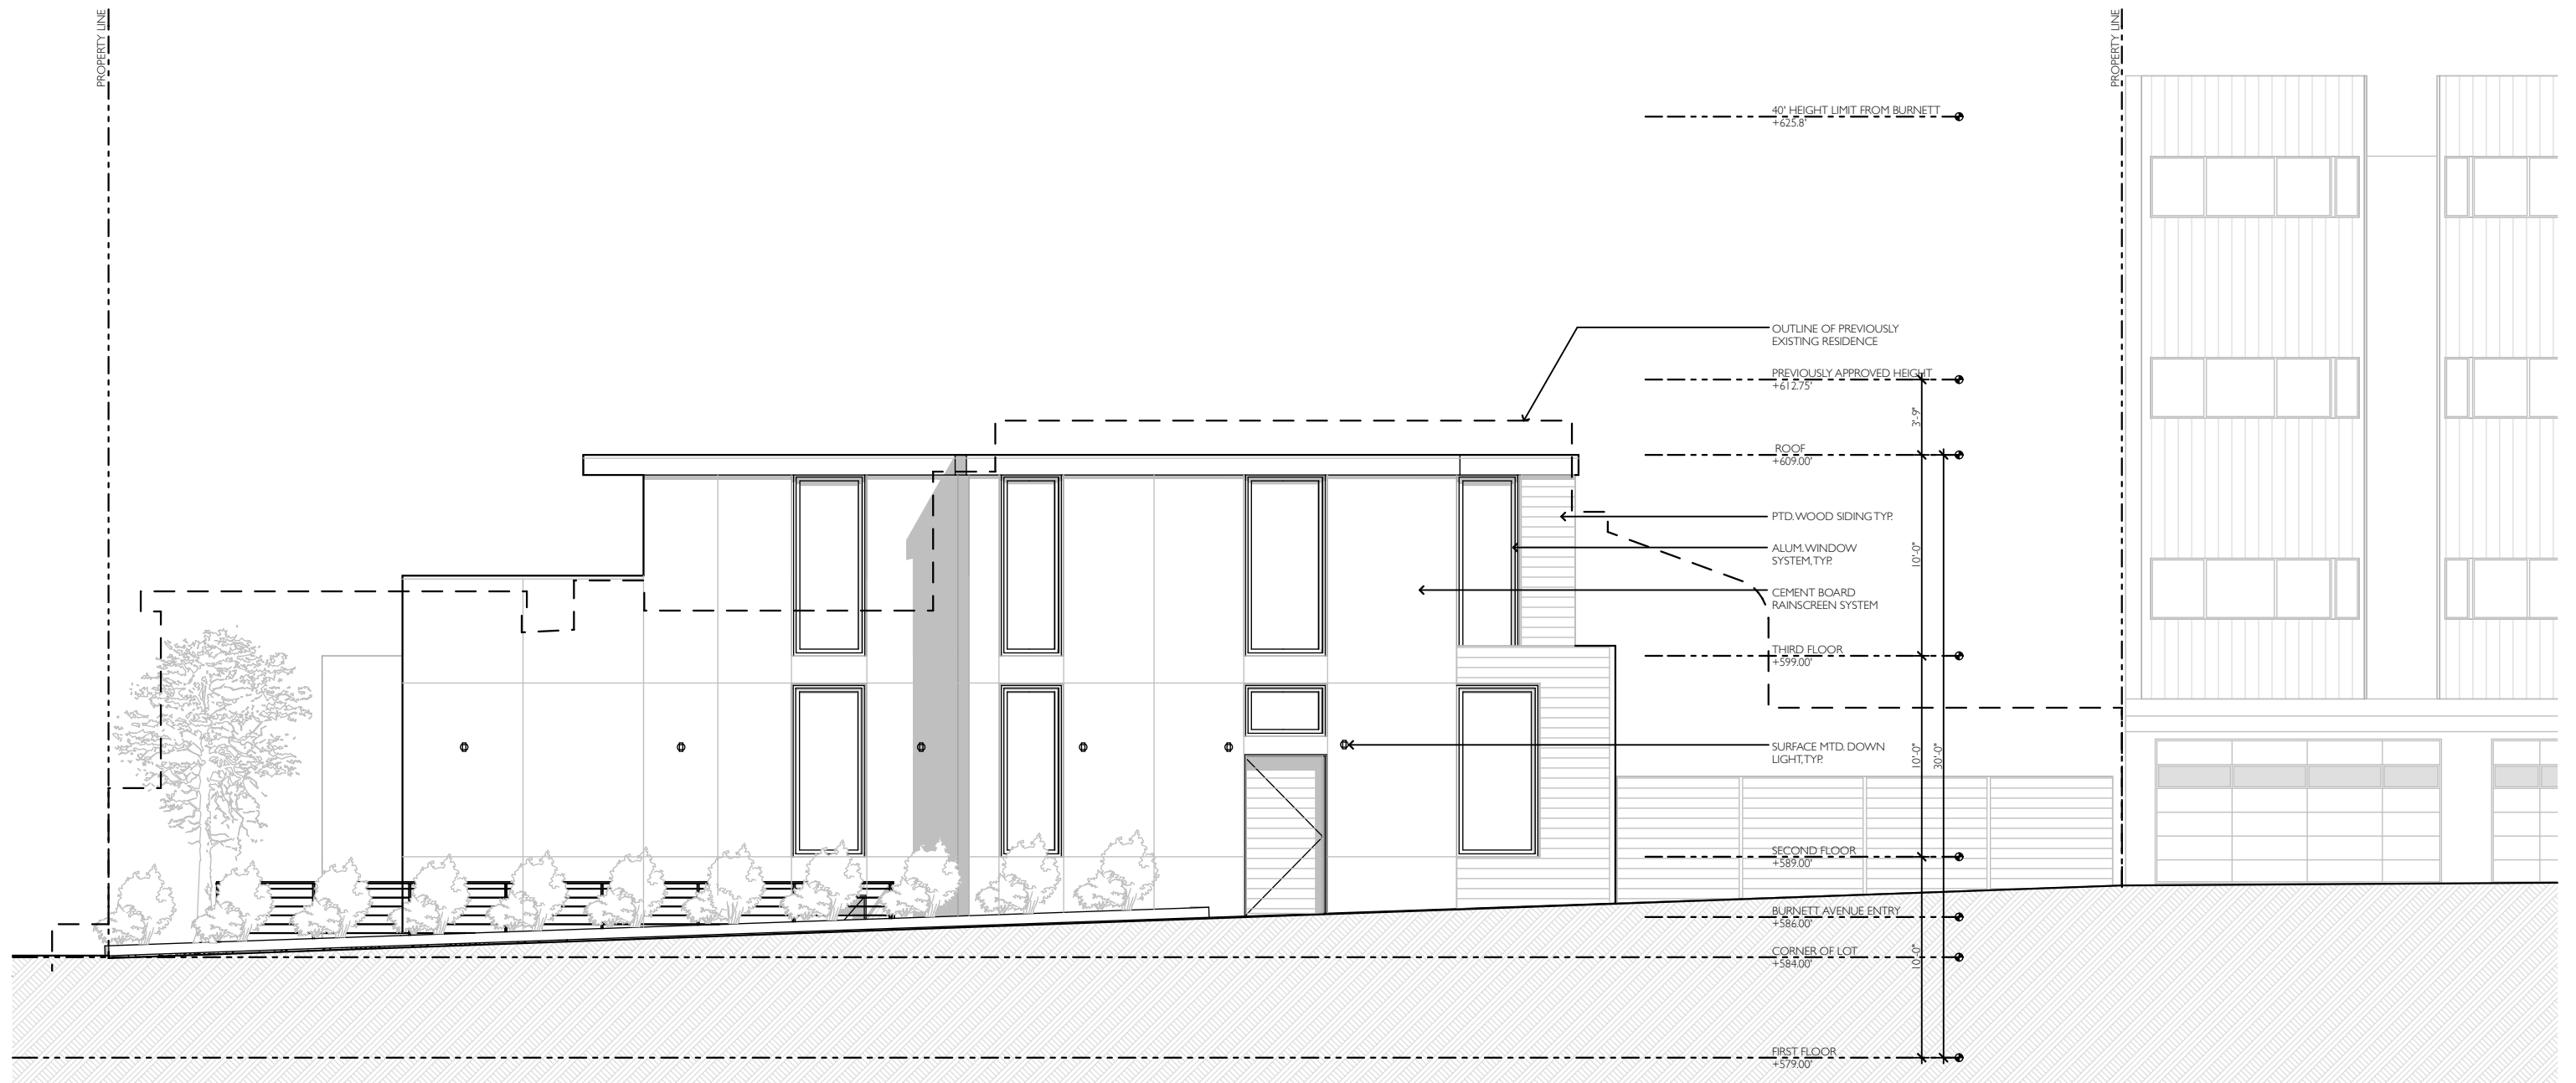 PROPERTY LINE
PROPERTY LINE
40' HEIGHT LIMIT FROM BURNETT
+625.8'
OUTLINE OF PREVIOUSLY
EXISTING RESIDENCE
PREVIOUSLY APPROVED HEIGHT
+612.75'
3'-9"
ROOF
+609.00'
PTD. WOOD SIDING TYP.
ALUM. WINDOW
SYSTEM, TYP.
10'-0"
CEMENT BOARD
RAINSCREEN SYSTEM
THIRD FLOOR
+599.00'
SURFACE MTD. DOWN
LIGHT, TYP.
10'-0"
30'-0"
SECOND FLOOR
+589.00'
BURNETT AVENUE ENTRY
+586.00'
CORNER OF LOT
+584.00'
10'-0"
FIRST FLOOR
+579.00'